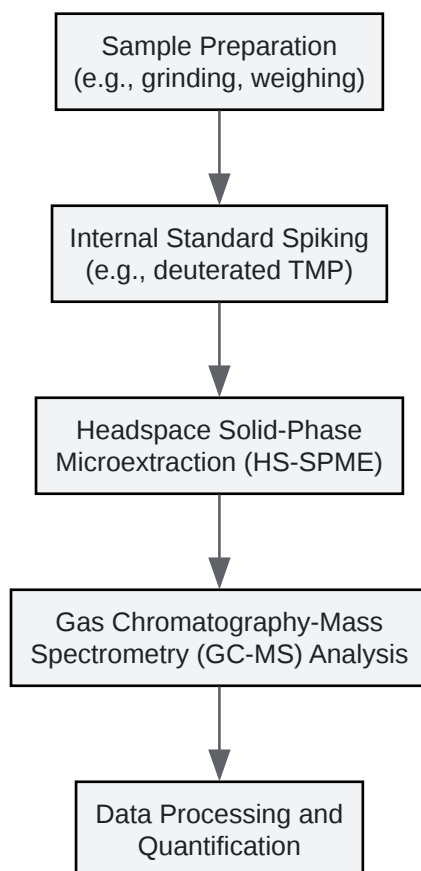 Sample Preparation
(e.g., grinding, weighing)
Internal Standard Spiking
(e.g., deuterated TMP)
Headspace Solid-Phase
Microextraction (HS-SPME)
Gas Chromatography-Mass
Spectrometry (GC-MS) Analysis
Data Processing and
Quantification